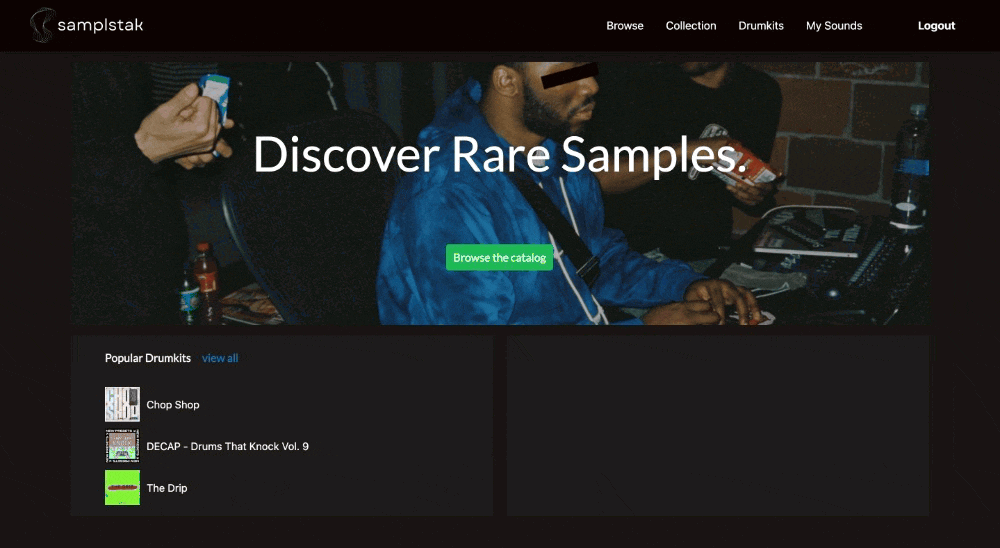 samplstak
Browse Collection Drumkits My Sounds Logout
Discover Rare Samples.
Browse the catalog
Popular Drumkits view all
Chop Shop
DECAP - Drums That Knock Vol. 9
The Drip